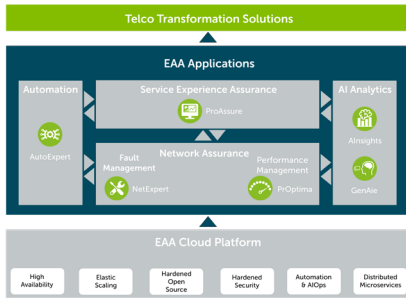 Telco Transformation Solutions
EAA Applications
Automation
AutoExpert
Service Experience Assurance
ProAssure
Network Assurance
Fault
Management
NetExpert
Performance
Management
PrOptima
AI Analytics
AInsights
GenAie
EAA Cloud Platform
High
Availability
Elastic
Scaling
Hardened
Open
Source
Hardened
Security
Automation
& AIOps
Distributed
Microservices